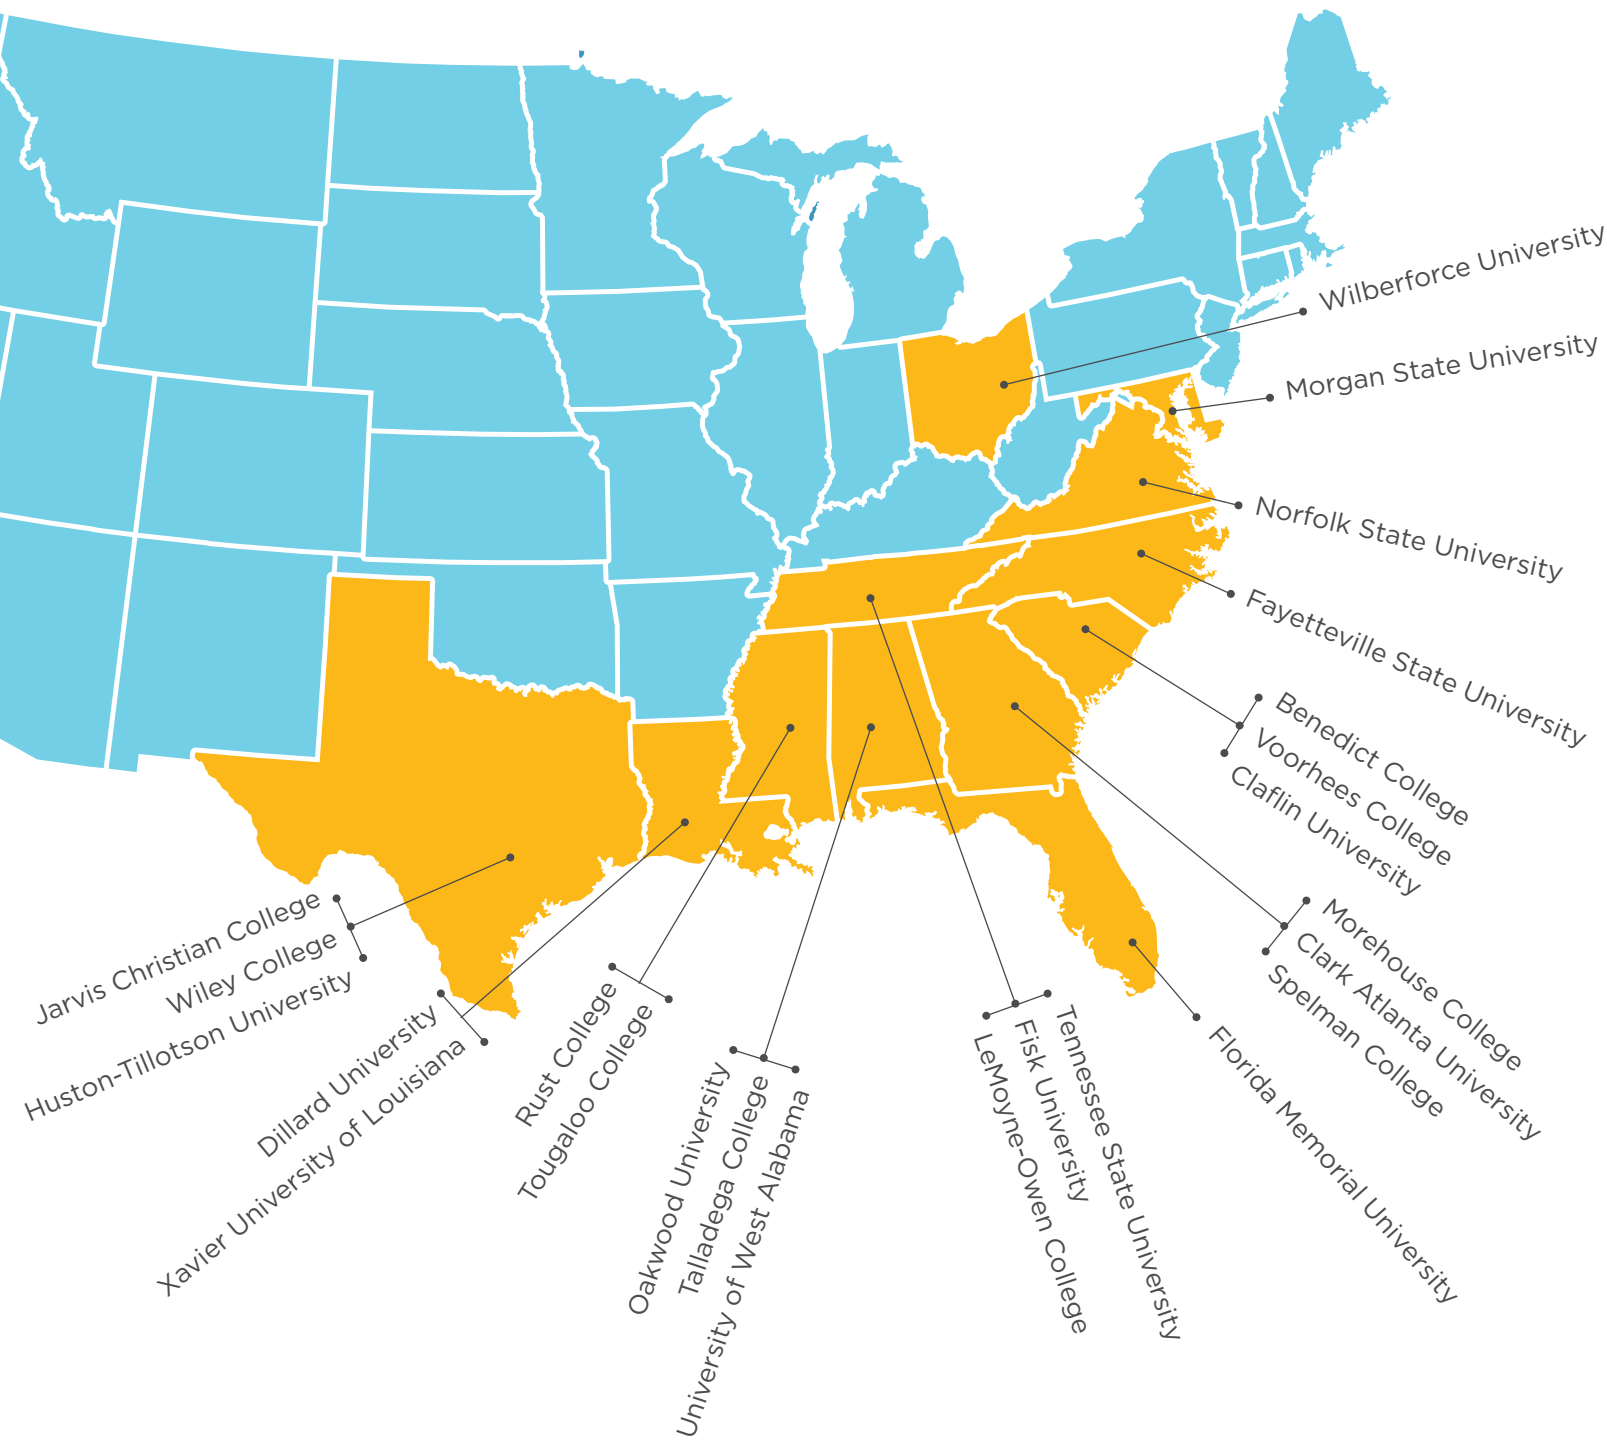 Wilberforce University
Morgan State University
Norfolk State University
Fayetteville State University
Benedict College
Voorhees College
Claflin University
Morehouse College
Clark Atlanta University
Spelman College
Florida Memorial University
Tennessee State University
Fisk University
LeMoyne-Owen College
Oakwood University
Talladega College
University of West Alabama
Rust College
Tougaloo College
Dillard University
Xavier University of Louisiana
Jarvis Christian College
Wiley College
Huston-Tillotson University